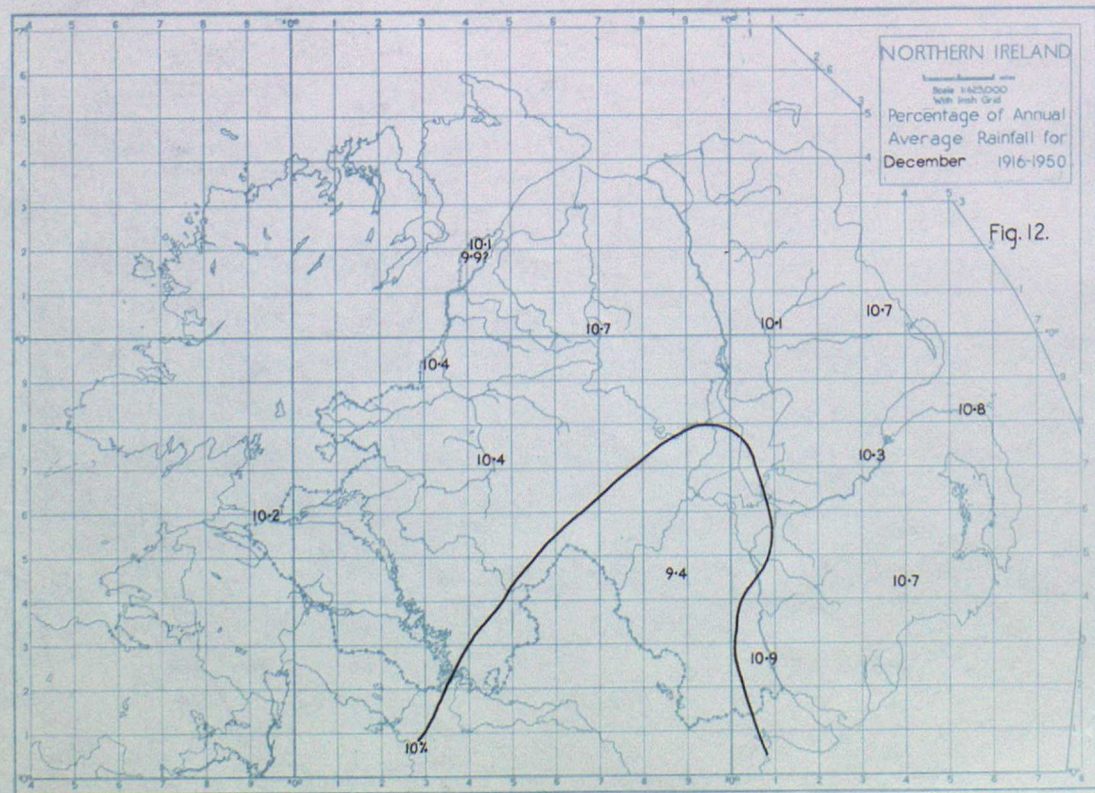 NORTHERN IRELAND
Scale 1:625,000
With Irish Grid
Percentage of Annual
Average Rainfall for
December 1916-1950
Fig. 12.
10·1
9·9?
10·7
10·1
10·7
10·4
10·8
10·4
10·3
10·2
9·4
10·7
10·9
10%